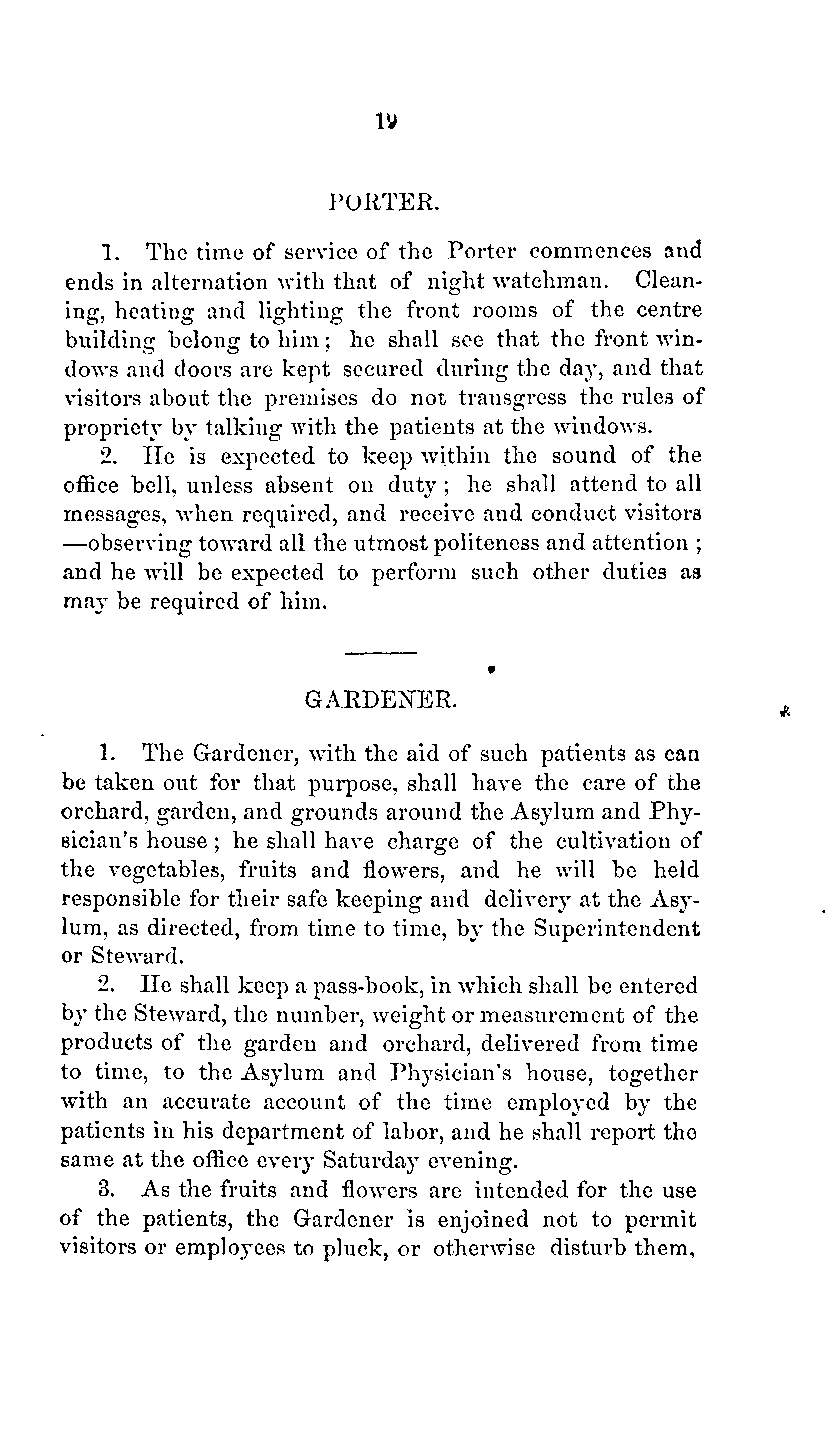 19
PORTER.
1. The time of service of the Porter commences and
ends in alternation with that of night watchman. Clean-
ing, heating and lighting the front rooms of the centre
building belong to him; he shall see that the front win-
dows and doors are kept secured during the day, and that
visitors about the premises do not transgress the rules of
propriety by talking with the patients at the windows.
2. He is expected to keep within the sound of the
office bell, unless absent on duty; he shall attend to all
messages, when required, and receive and conduct visitors
—observing toward all the utmost politeness and attention;
and he will be expected to perform such other duties as
may be required of him.
GARDENER.
1. The Gardener, with the aid of such patients as can
be taken out for that purpose, shall have the care of the
orchard, garden, and grounds around the Asylum and Phy-
sician's house; he shall have charge of the cultivation of
the vegetables, fruits and flowers, and he will be held
responsible for their safe keeping and delivery at the Asy-
lum, as directed, from time to time, by the Superintendent
or Steward.
2. He shall keep a pass-book, in which shall be entered
by the Steward, the number, weight or measurement of the
products of the garden and orchard, delivered from time
to time, to the Asylum and Physician's house, together
with an accurate account of the time employed by the
patients in his department of labor, and he shall report the
same at the office every Saturday evening.
3. As the fruits and flowers are intended for the use
of the patients, the Gardener is enjoined not to permit
visitors or employees to pluck, or otherwise disturb them,